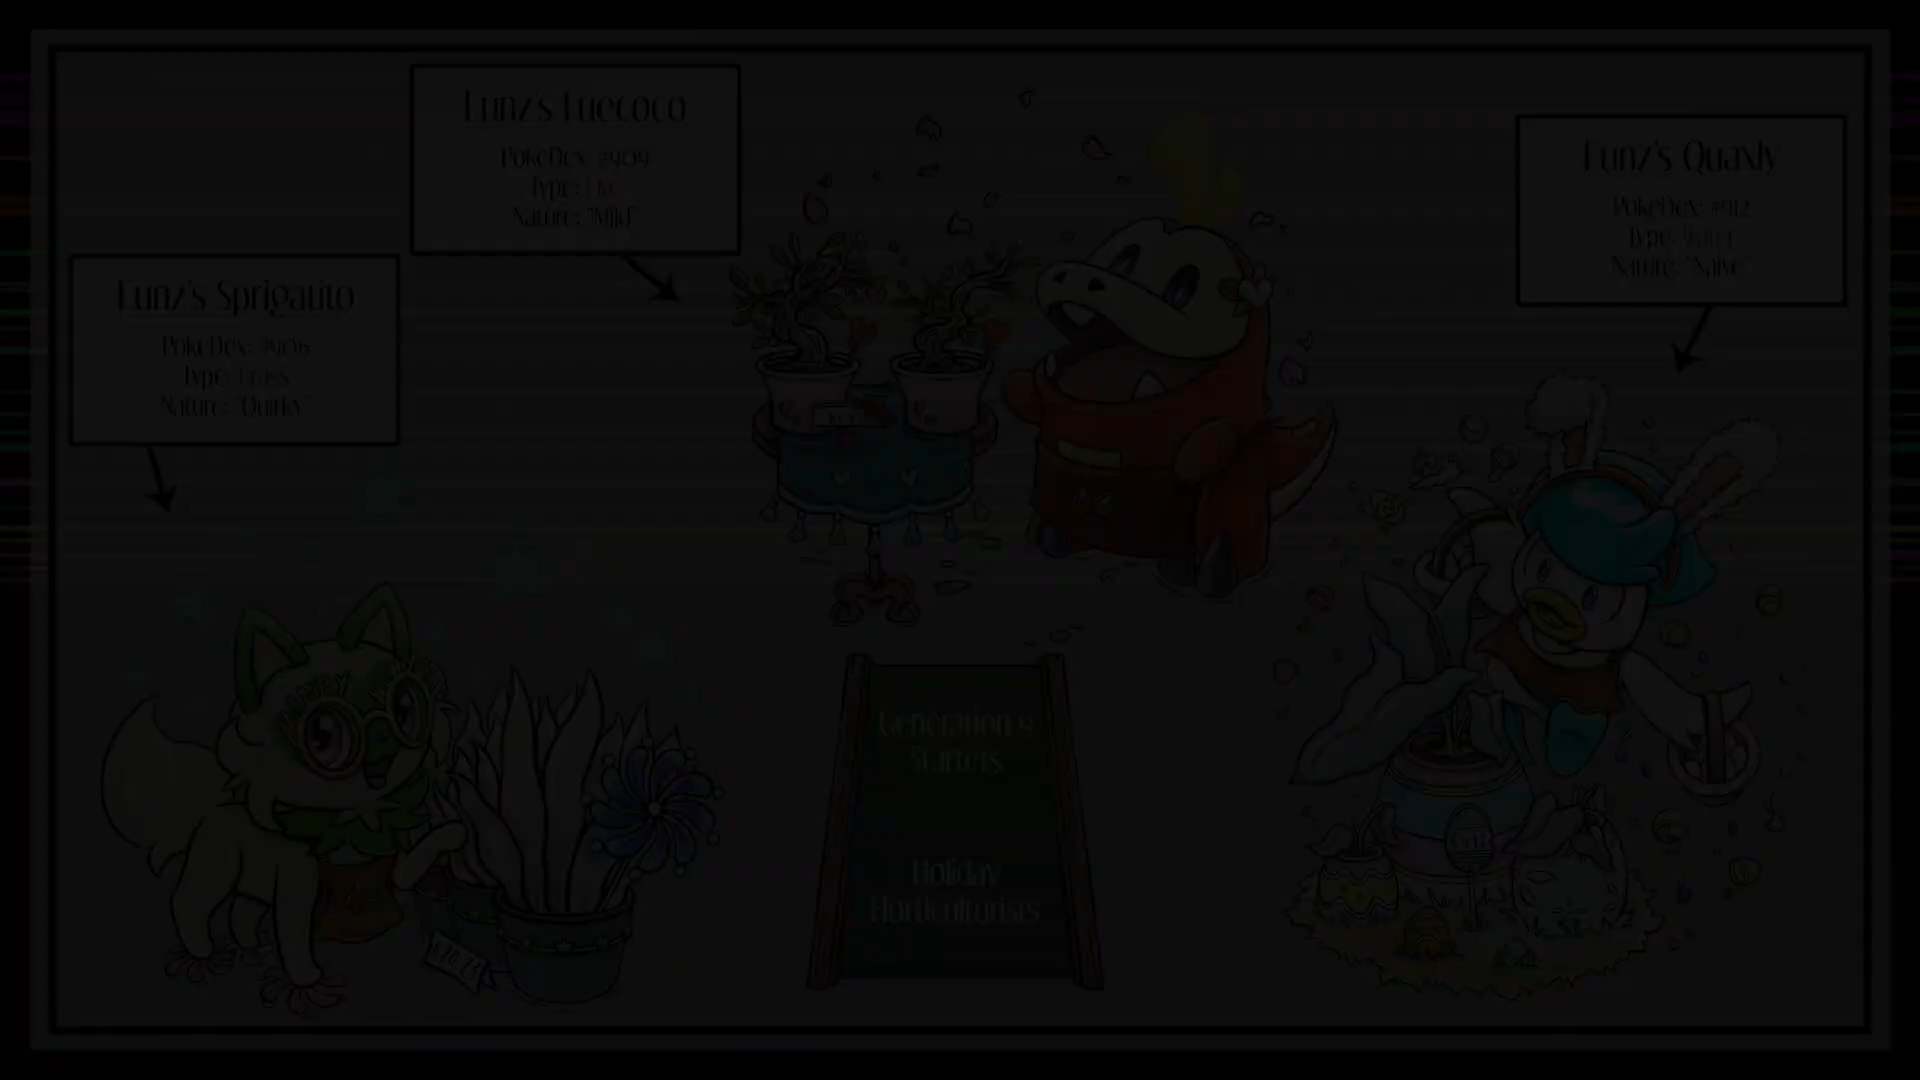 Lunz's Fuecoco
PokeDex: #909
Type: Fire
Nature: "Mild"
Lunz's Quaxly
PokeDex: #912
Type: Water
Nature: "Naive"
Lunz's Sprigatito
PokeDex: #906
Type: Grass
Nature: "Quirky"
Generation 9
Starters
Holiday
Horticulturists